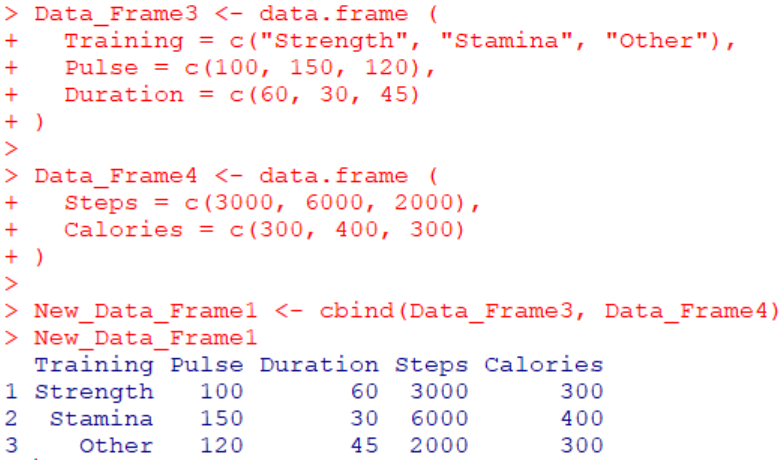 > Data_Frame3 <- data.frame (
+   Training = c("Strength", "Stamina", "Other"),
+   Pulse = c(100, 150, 120),
+   Duration = c(60, 30, 45)
+ )
>
> Data_Frame4 <- data.frame (
+   Steps = c(3000, 6000, 2000),
+   Calories = c(300, 400, 300)
+ )
>
> New_Data_Frame1 <- cbind(Data_Frame3, Data_Frame4)
> New_Data_Frame1
  Training Pulse Duration Steps Calories
1 Strength   100       60  3000      300
2  Stamina   150       30  6000      400
3    Other   120       45  2000      300